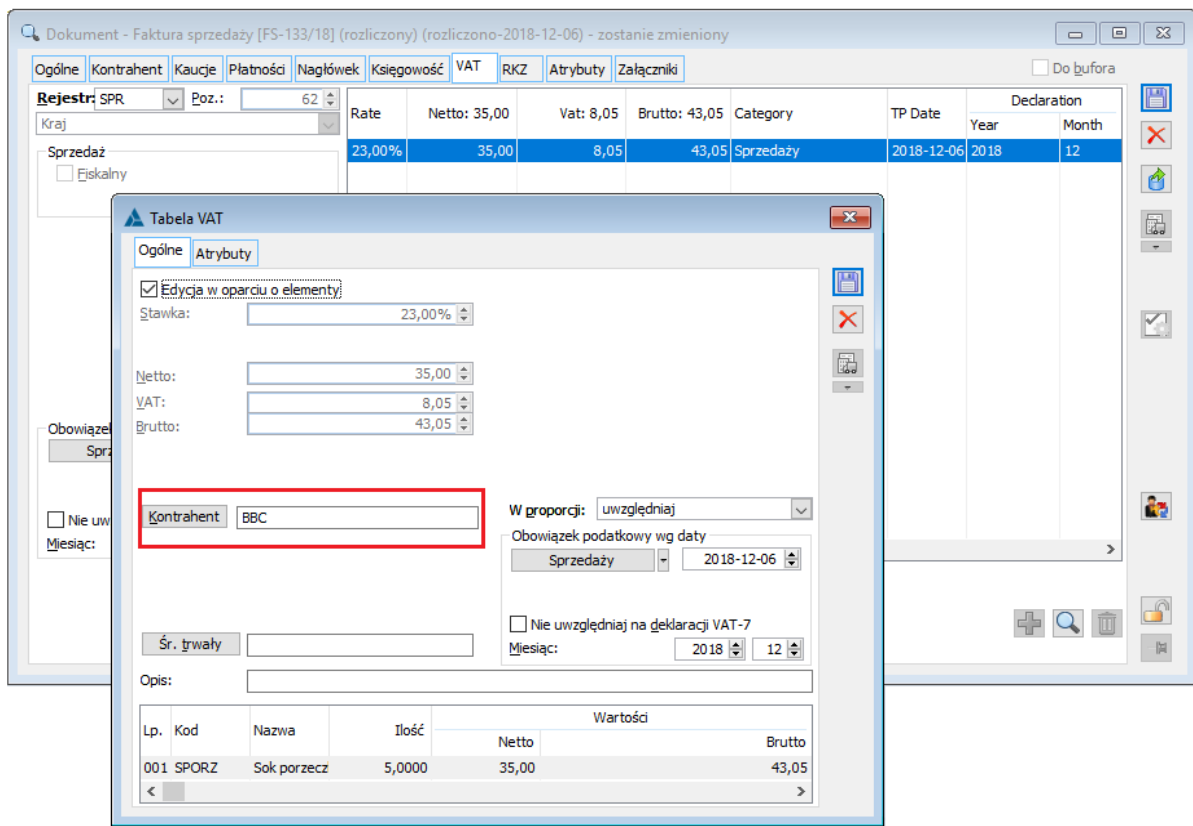 Dokument - Faktura sprzedaży [FS-133/18] (rozliczony) (rozliczono-2018-12-06) - zostanie zmieniony
Ogólne Kontrahent Kaucje Płatności Nagłówek Księgowość VAT RKZ Atrybuty Załączniki Do bufora
Rejestr: SPR Poz.: 62
Kraj
Sprzedaż
Fiskalny
Rate Netto: 35,00 Vat: 8,05 Brutto: 43,05 Category TP Date Declaration
Year Month
23,00% 35,00 8,05 43,05 Sprzedaży 2018-12-06 2018 12
Tabela VAT
Ogólne Atrybuty
Edycja w oparciu o elementy
Stawka: 23,00%
Netto: 35,00
VAT: 8,05
Brutto: 43,05
Obowiązek
Sprz
Nie uw
Miesiąc:
Kontrahent BBC
W proporcji: uwzględniaj
Obowiązek podatkowy wg daty
Sprzedaży 2018-12-06
Nie uwzględniaj na deklaracji VAT-7
Miesiąc: 2018 12
Śr. trwały
Opis:
Lp. Kod Nazwa Ilość Wartości
Netto Brutto
001 SPORZ Sok porzecz 5,0000 35,00 43,05